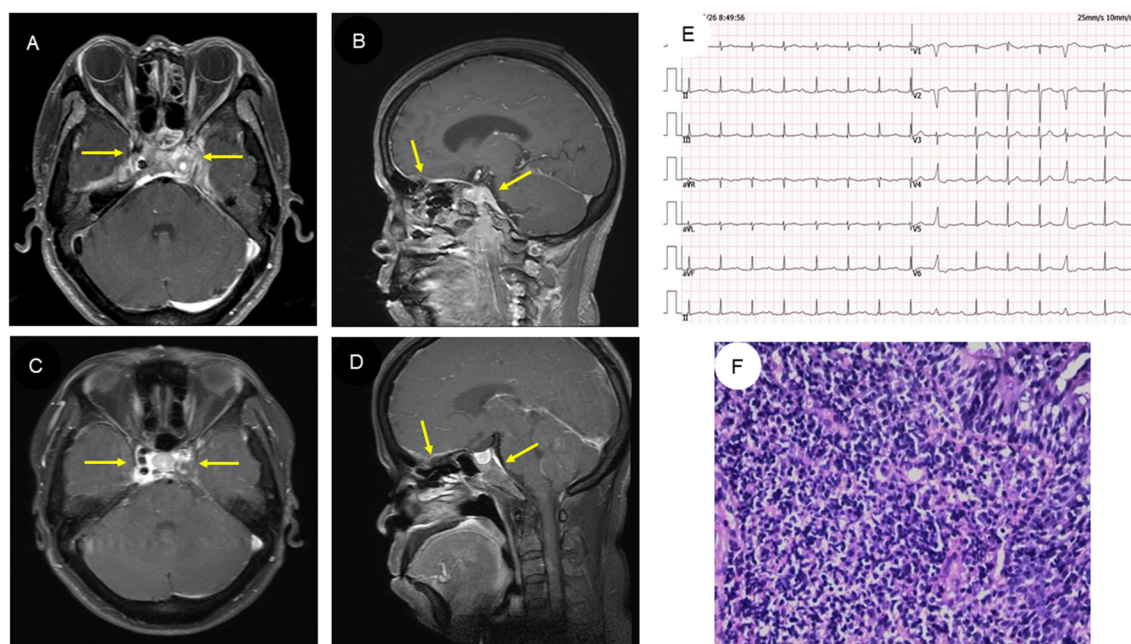 A
B
E
/26 8:49:56
25mm/s 10mm/
V1
II
V2
III
V3
aVR
V4
aVL
V5
aVF
V6
II
C
D
F